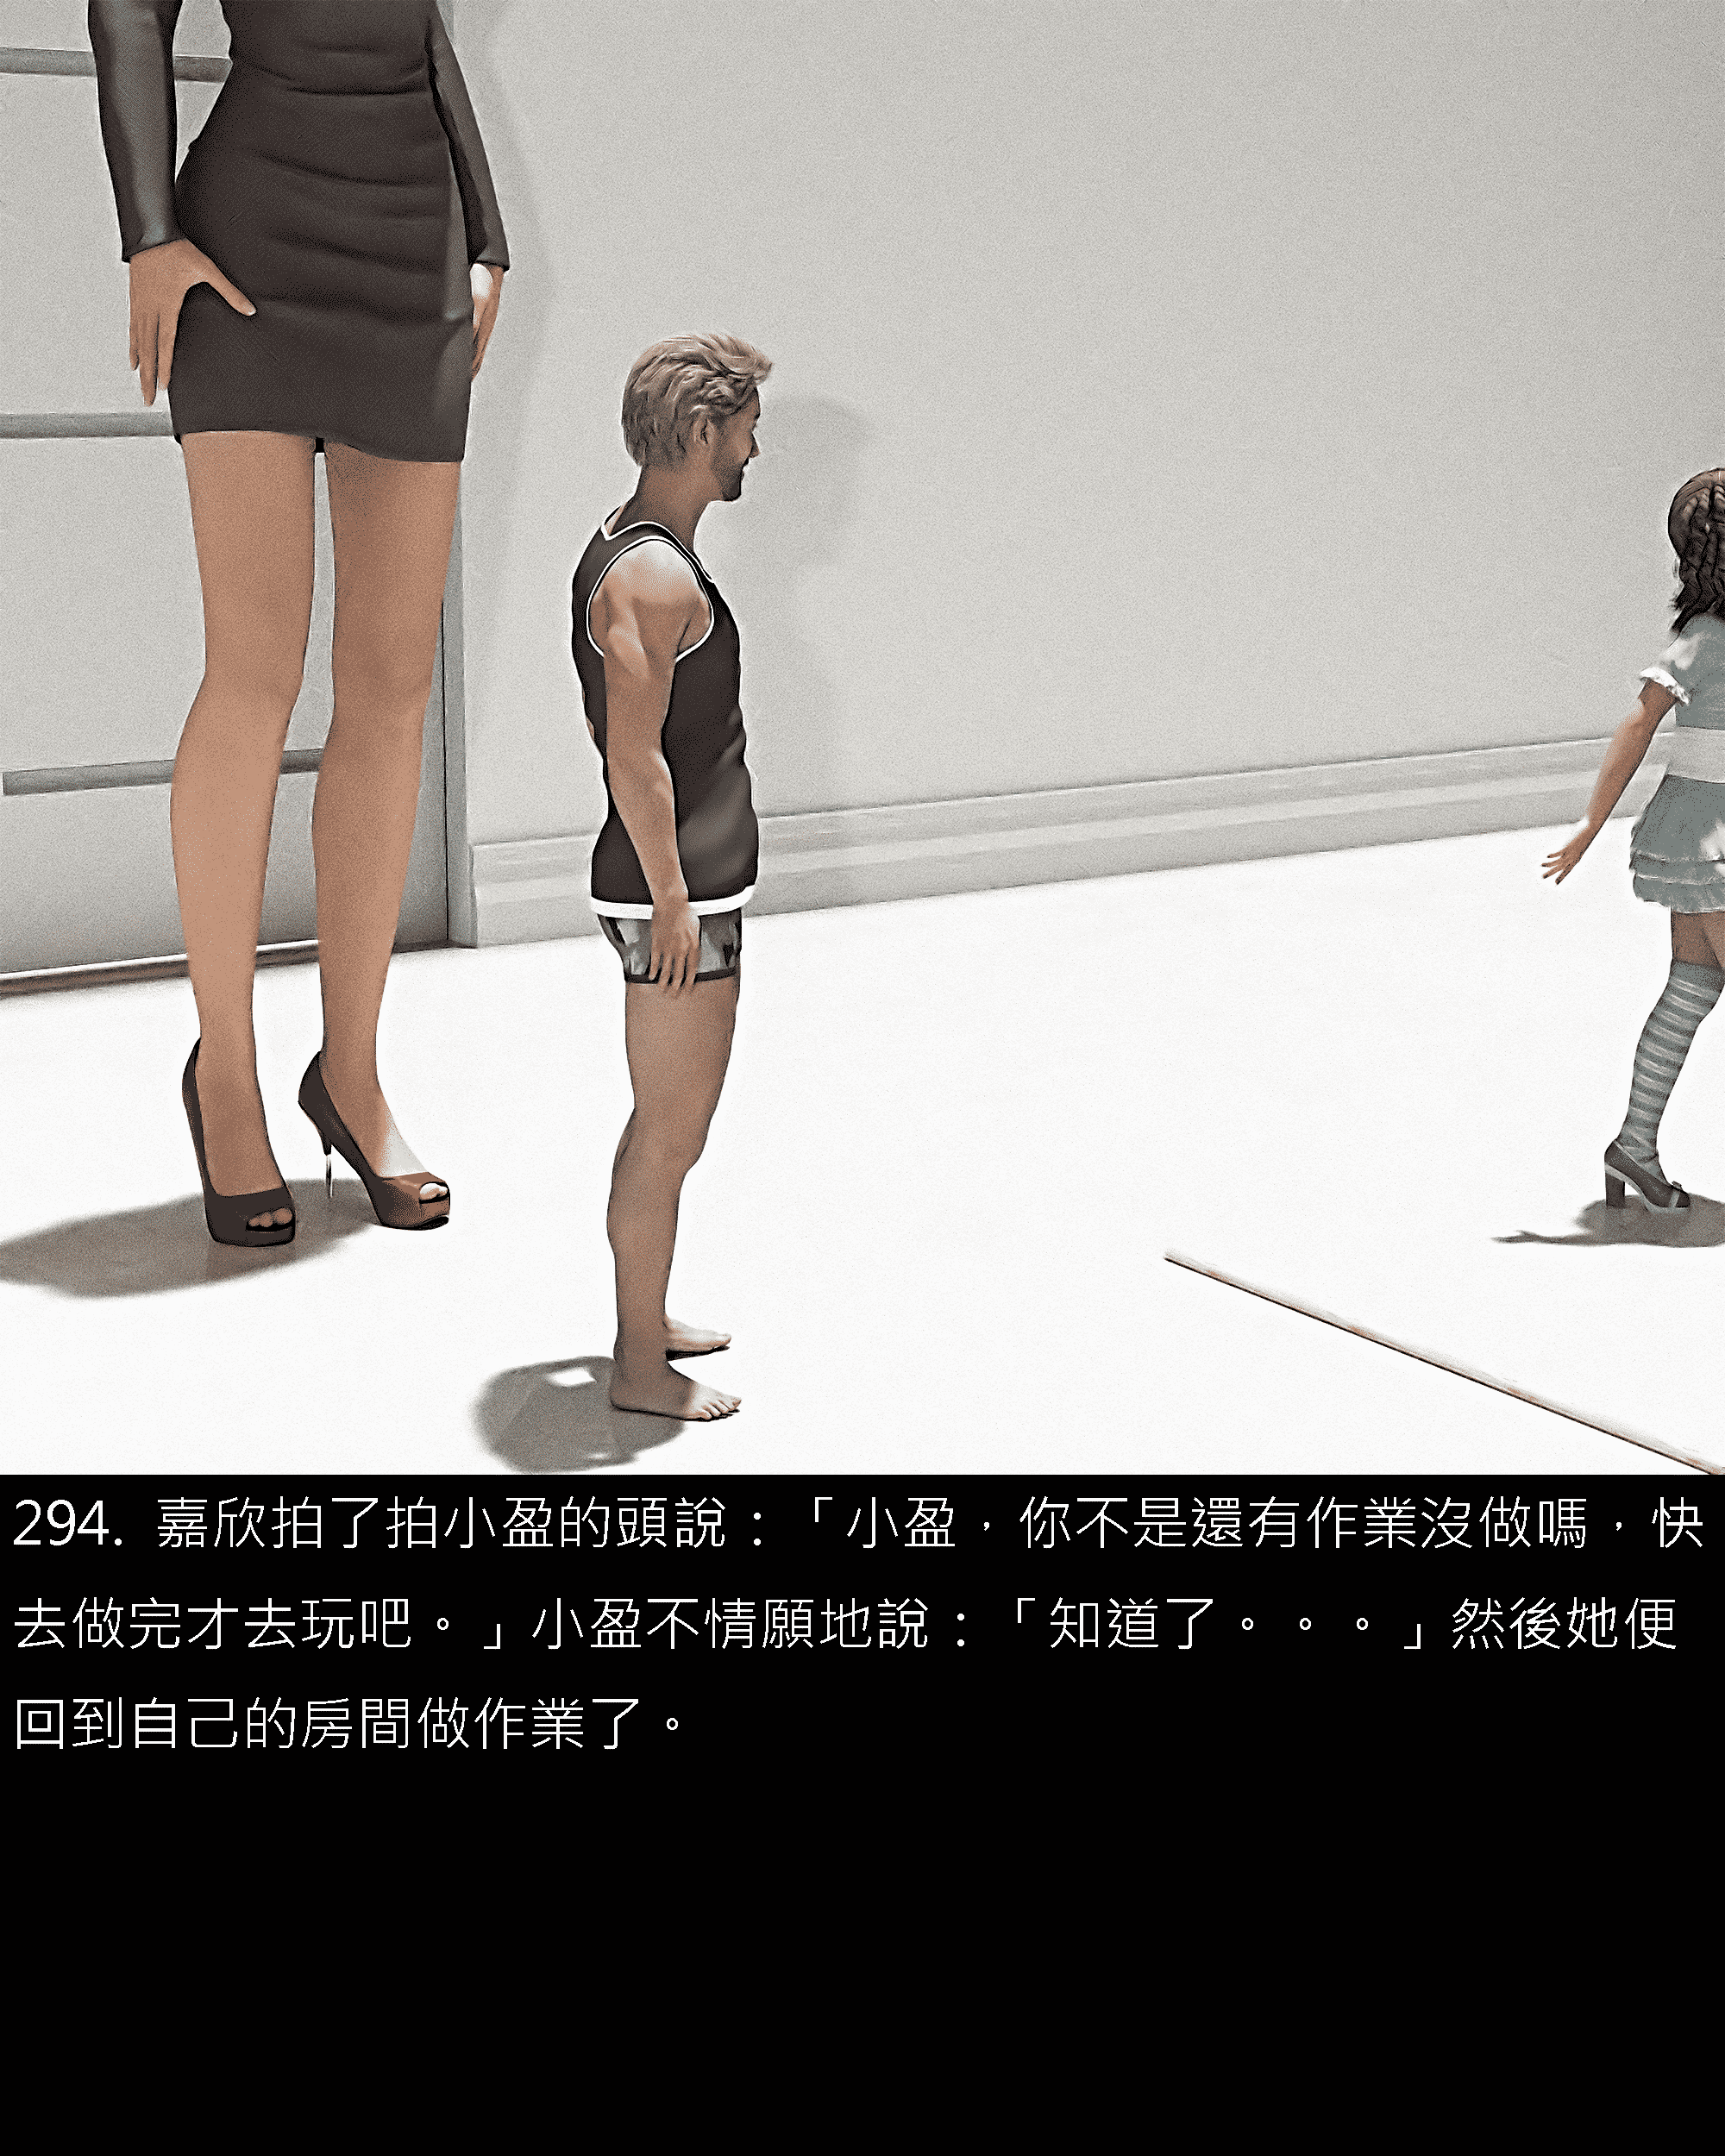 294. 嘉欣拍了拍小盈的頭說：「小盈，你不是還有作業沒做嗎，快
去做完才去玩吧。」小盈不情願地說：「知道了。。。」然後她便
回到自己的房間做作業了。